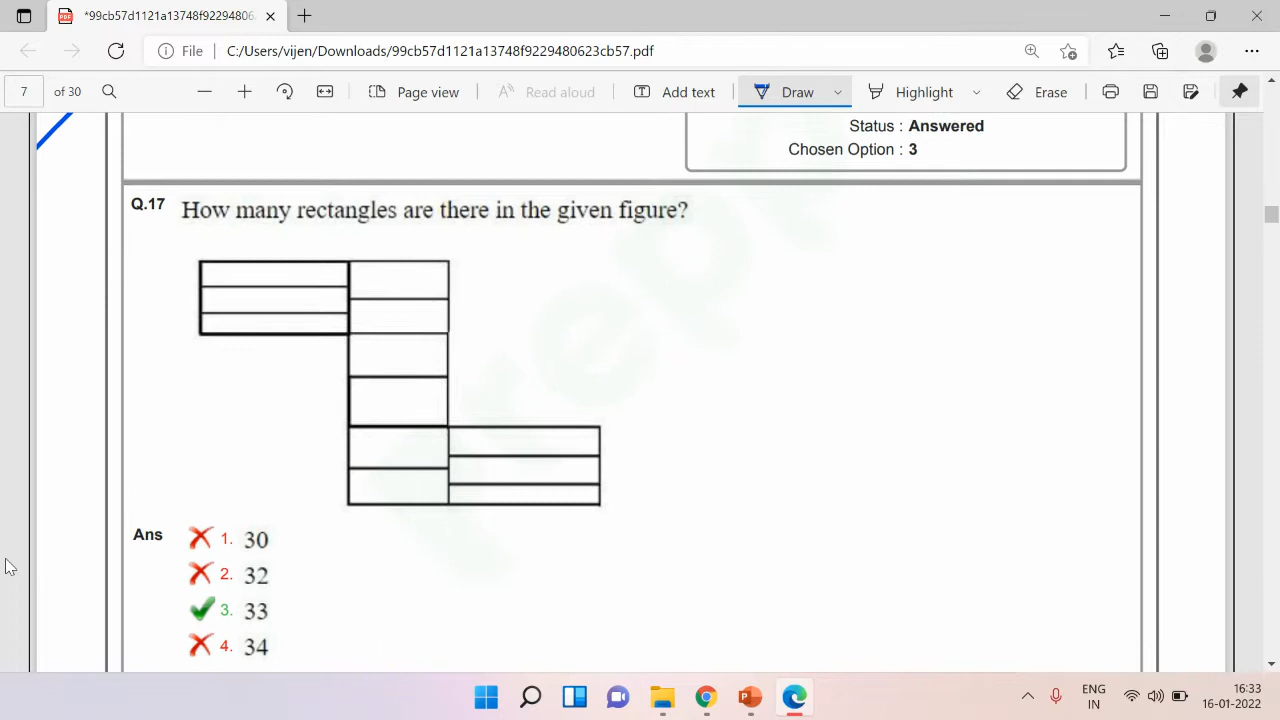 *99cb57d1121a13748f92294806.
File
C:/Users/vijen/Downloads/99cb57d1121a13748f9229480623cb57.pdf
7 of 30
Page view
Read aloud
Add text
Draw
Highlight
Erase
Status : Answered
Chosen Option : 3
Q.17 How many rectangles are there in the given figure?
Ans 1. 30
2. 32
3. 33
4. 34
ENG
IN
16:33
16-01-2022